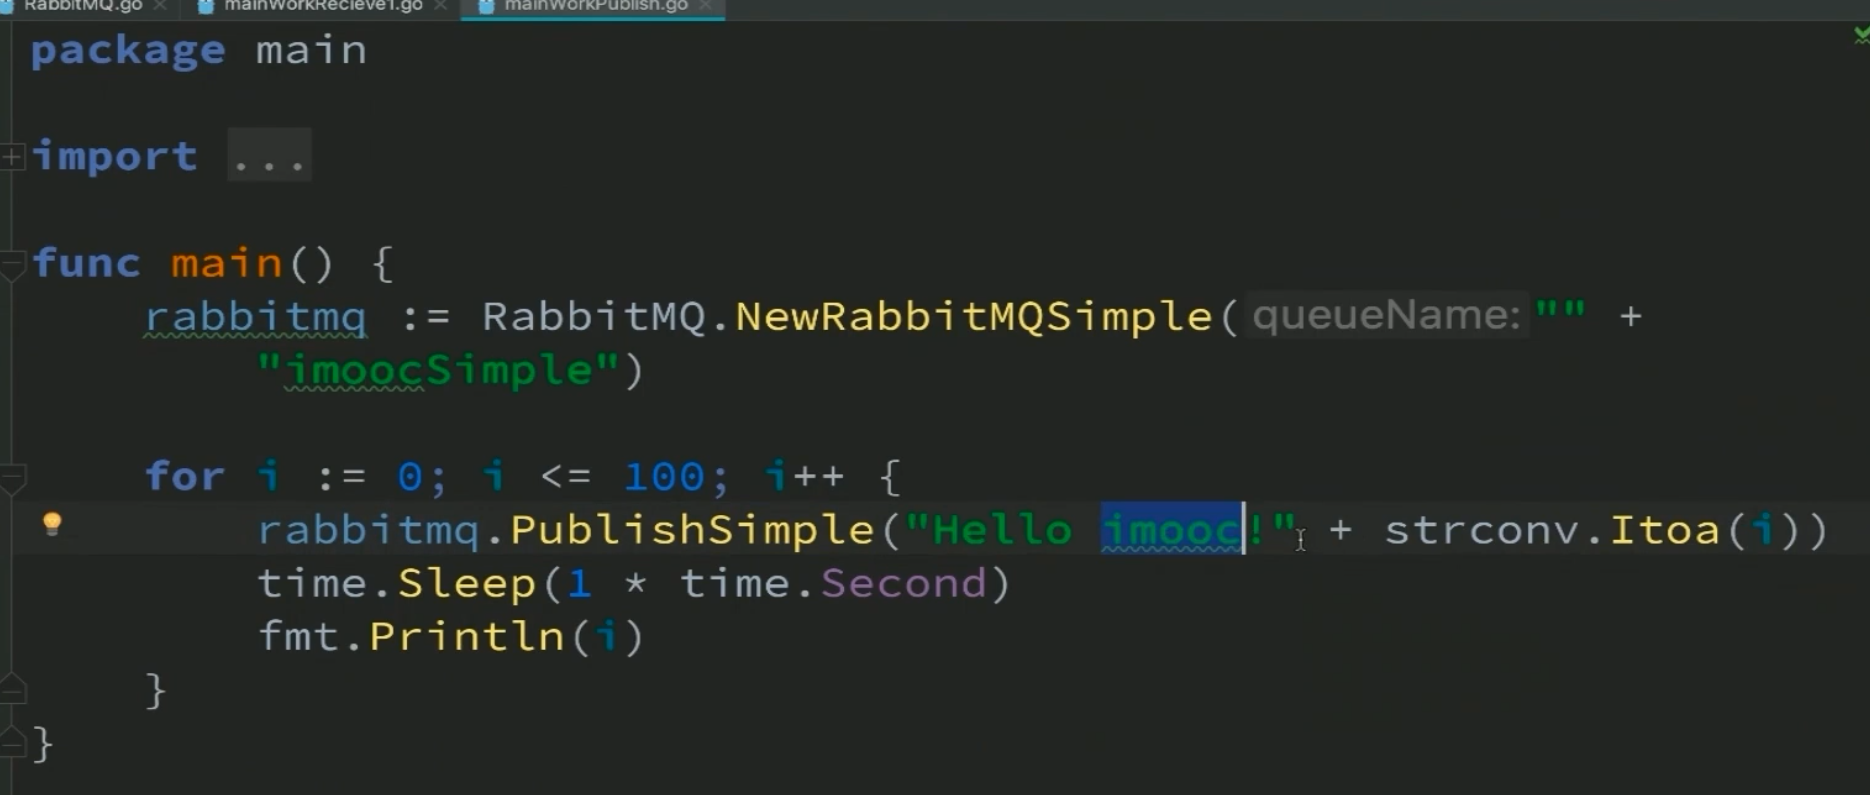 RabbitMQ.go mainWorkRecieve1.go mainWorkPublish.go
package main
import ...
func main() {
rabbitmq := RabbitMQ.NewRabbitMQSimple( queueName: "" +
"imoocSimple")
for i := 0; i <= 100; i++ {
rabbitmq.PublishSimple("Hello imooc!" + strconv.Itoa(i))
time.Sleep(1 * time.Second)
fmt.Println(i)
}
}